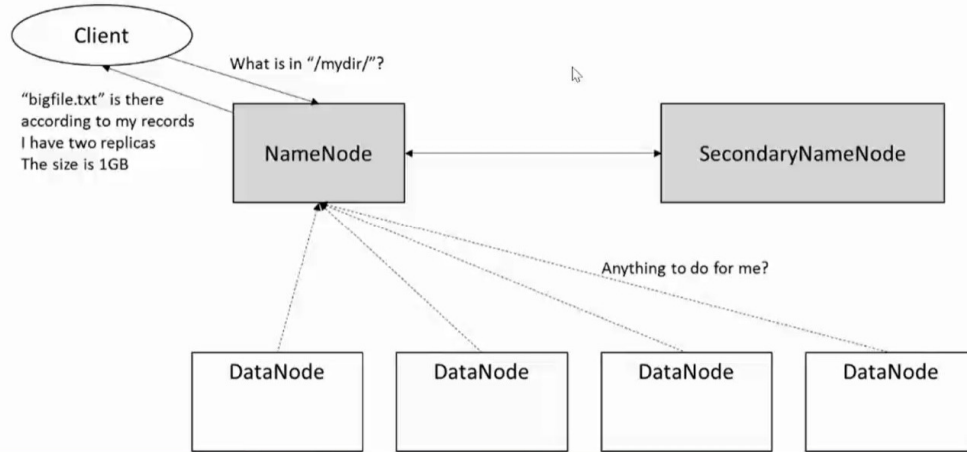 Client
What is in “/mydir/”?
“bigfile.txt” is there
according to my records
I have two replicas
The size is 1GB
NameNode
SecondaryNameNode
Anything to do for me?
DataNode
DataNode
DataNode
DataNode